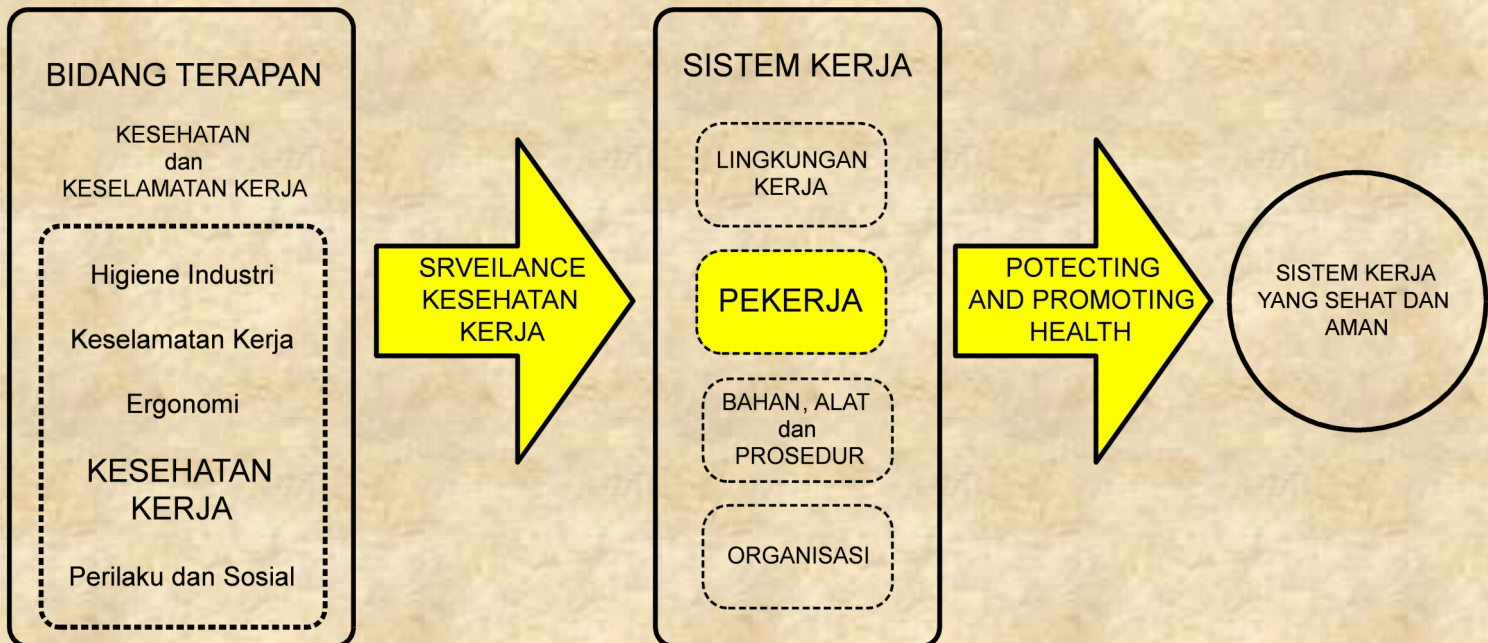 BIDANG TERAPAN
KESEHATAN
dan
KESELAMATAN KERJA
Higiene Industri
Keselamatan Kerja
Ergonomi
KESEHATAN
KERJA
Perilaku dan Sosial
SRVEILANCE
KESEHATAN
KERJA
SISTEM KERJA
LINGKUNGAN
KERJA
PEKERJA
BAHAN, ALAT
dan
PROSEDUR
ORGANISASI
POTECTING
AND PROMOTING
HEALTH
SISTEM KERJA
YANG SEHAT DAN
AMAN